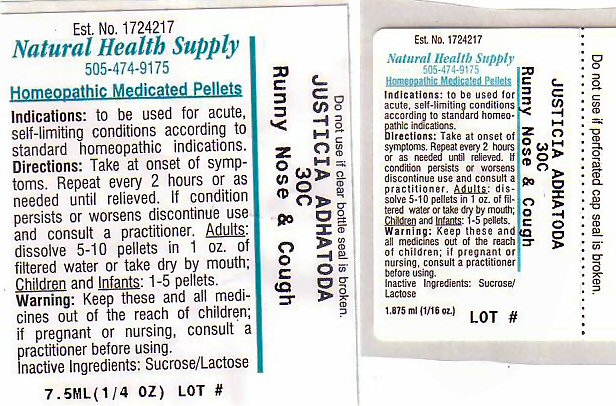 Est. No. 1724217
Natural Health Supply
505-474-9175
Homeopathic Medicated Pellets
Indications: to be used for acute,
self-limiting conditions according to
standard homeopathic indications.
Directions: Take at onset of symp-
toms. Repeat every 2 hours or as
needed until relieved. If condition
persists or worsens discontinue use
and consult a practitioner. Adults:
dissolve 5-10 pellets in 1 oz. of
filtered water or take dry by mouth;
Children and Infants: 1-5 pellets.
Warning: Keep these and all medi-
cines out of the reach of children;
if pregnant or nursing, consult a
practitioner before using.
Inactive Ingredients: Sucrose/Lactose
7.5ML(1/4 OZ) LOT #
Do not use if clear bottle seal is broken.
JUSTICIA ADHATODA
30C
Runny Nose & Cough
Est. No. 1724217
Natural Health Supply
505-474-9175
Homeopathic Medicated Pellets
Indications: to be used for
acute, self-limiting conditions
according to standard homeo-
pathic indications.
Directions: Take at onset of
symptoms. Repeat every 2 hours
or as needed until relieved. If
condition persists or worsens
discontinue use and consult a
practitioner. Adults: dis-
solve 5-10 pellets in 1 oz. of fil-
tered water or take dry by mouth;
Children and Infants: 1-5 pellets.
Warning: Keep these and
all medicines out of the reach
of children; if pregnant or
nursing, consult a practitioner
before using.
Inactive Ingredients: Sucrose/
Lactose
1.875 ml (1/16 oz.) LOT #
JUSTICIA ADHATODA
30C
Runny Nose & Cough
Do not use if perforated cap seal is broken.